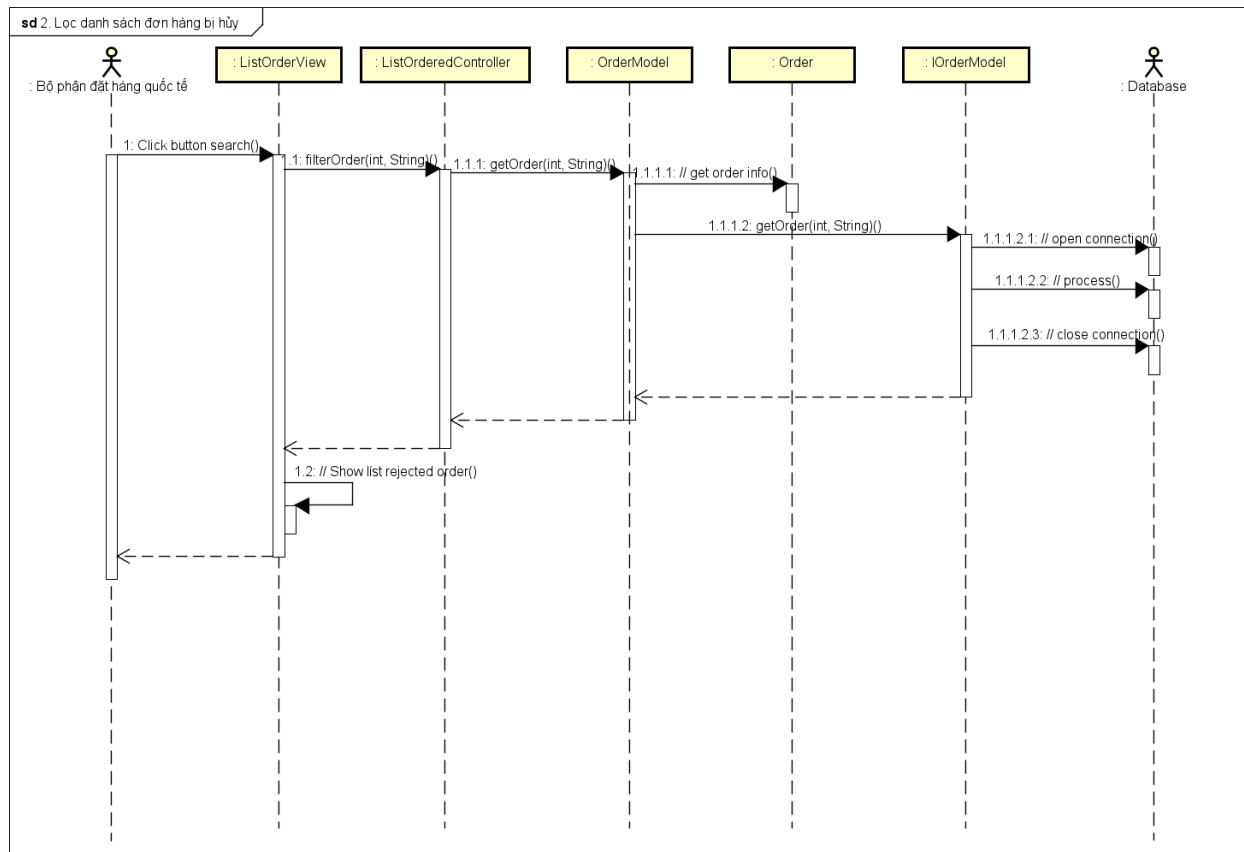 sd 2. Lọc danh sách đơn hàng bị hủy
: Bộ phận đặt hàng quốc tế
: ListOrderView
: ListOrderedController
: OrderModel
: Order
: IOrderModel
: Database
1: Click button search()
1.1: filterOrder(int, String)()
1.1.1: getOrder(int, String)()
1.1.1.1: // get order info()
1.1.1.2: getOrder(int, String)()
1.1.1.2.1: // open connection()
1.1.1.2.2: // process()
1.1.1.2.3: // close connection()
1.2: // Show list rejected order()